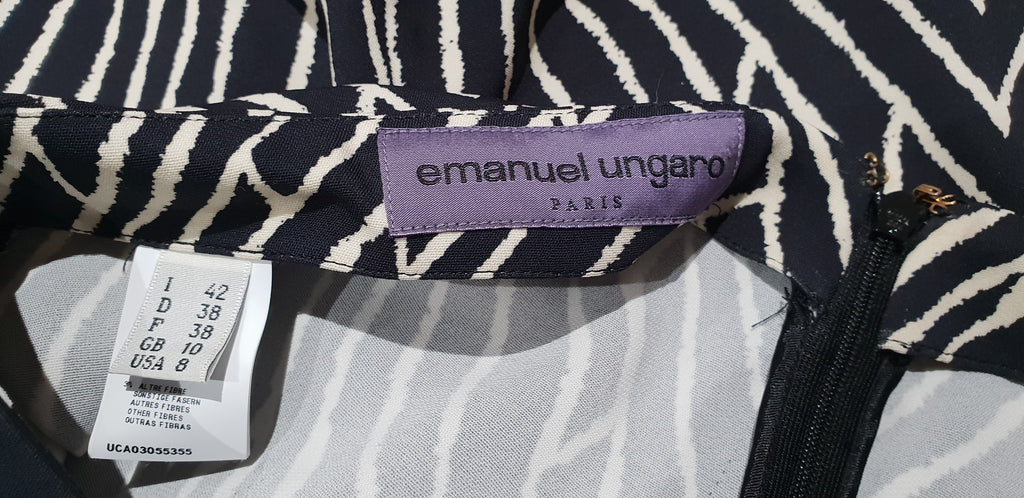 emanuel ungaro
PARIS
I 42
D 38
F 38
GB 10
USA 8
ALTRE FIBRE
SONSTIGE FASERN
AUTRES FIBRES
OTHER FIBRES
OUTRAS FIBRAS
UCA03055355